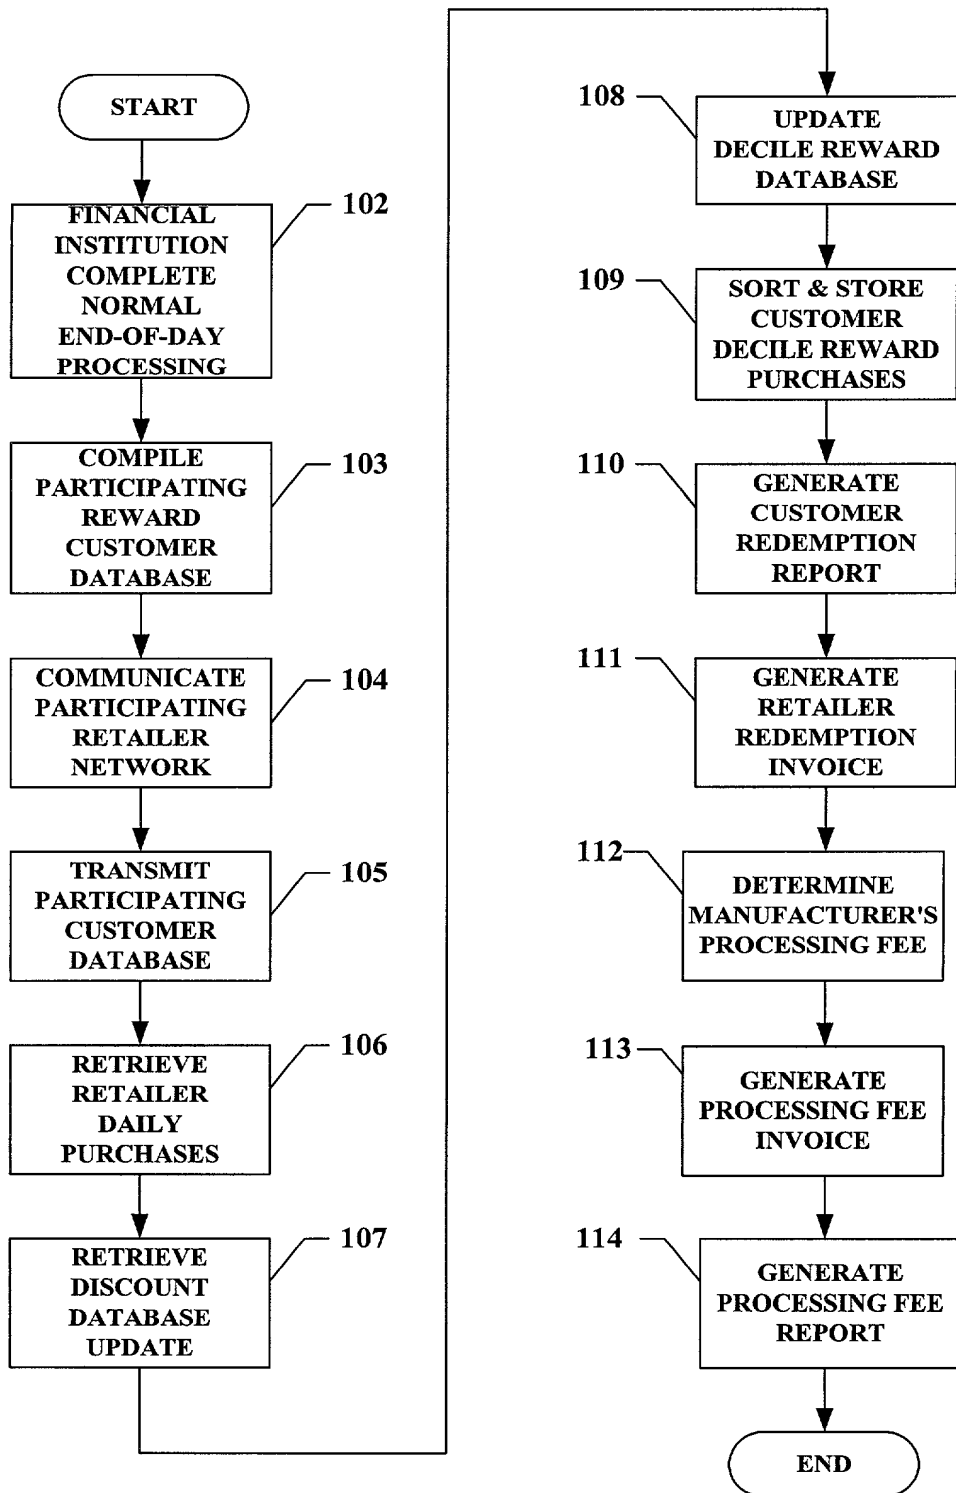 START
102
FINANCIAL
INSTITUTION
COMPLETE
NORMAL
END-OF-DAY
PROCESSING
103
COMPILE
PARTICIPATING
REWARD
CUSTOMER
DATABASE
104
COMMUNICATE
PARTICIPATING
RETAILER
NETWORK
105
TRANSMIT
PARTICIPATING
CUSTOMER
DATABASE
106
RETRIEVE
RETAILER
DAILY
PURCHASES
107
RETRIEVE
DISCOUNT
DATABASE
UPDATE
108
UPDATE
DECILE REWARD
DATABASE
109
SORT & STORE
CUSTOMER
DECILE REWARD
PURCHASES
110
GENERATE
CUSTOMER
REDEMPTION
REPORT
111
GENERATE
RETAILER
REDEMPTION
INVOICE
112
DETERMINE
MANUFACTURER'S
PROCESSING FEE
113
GENERATE
PROCESSING FEE
INVOICE
114
GENERATE
PROCESSING FEE
REPORT
END